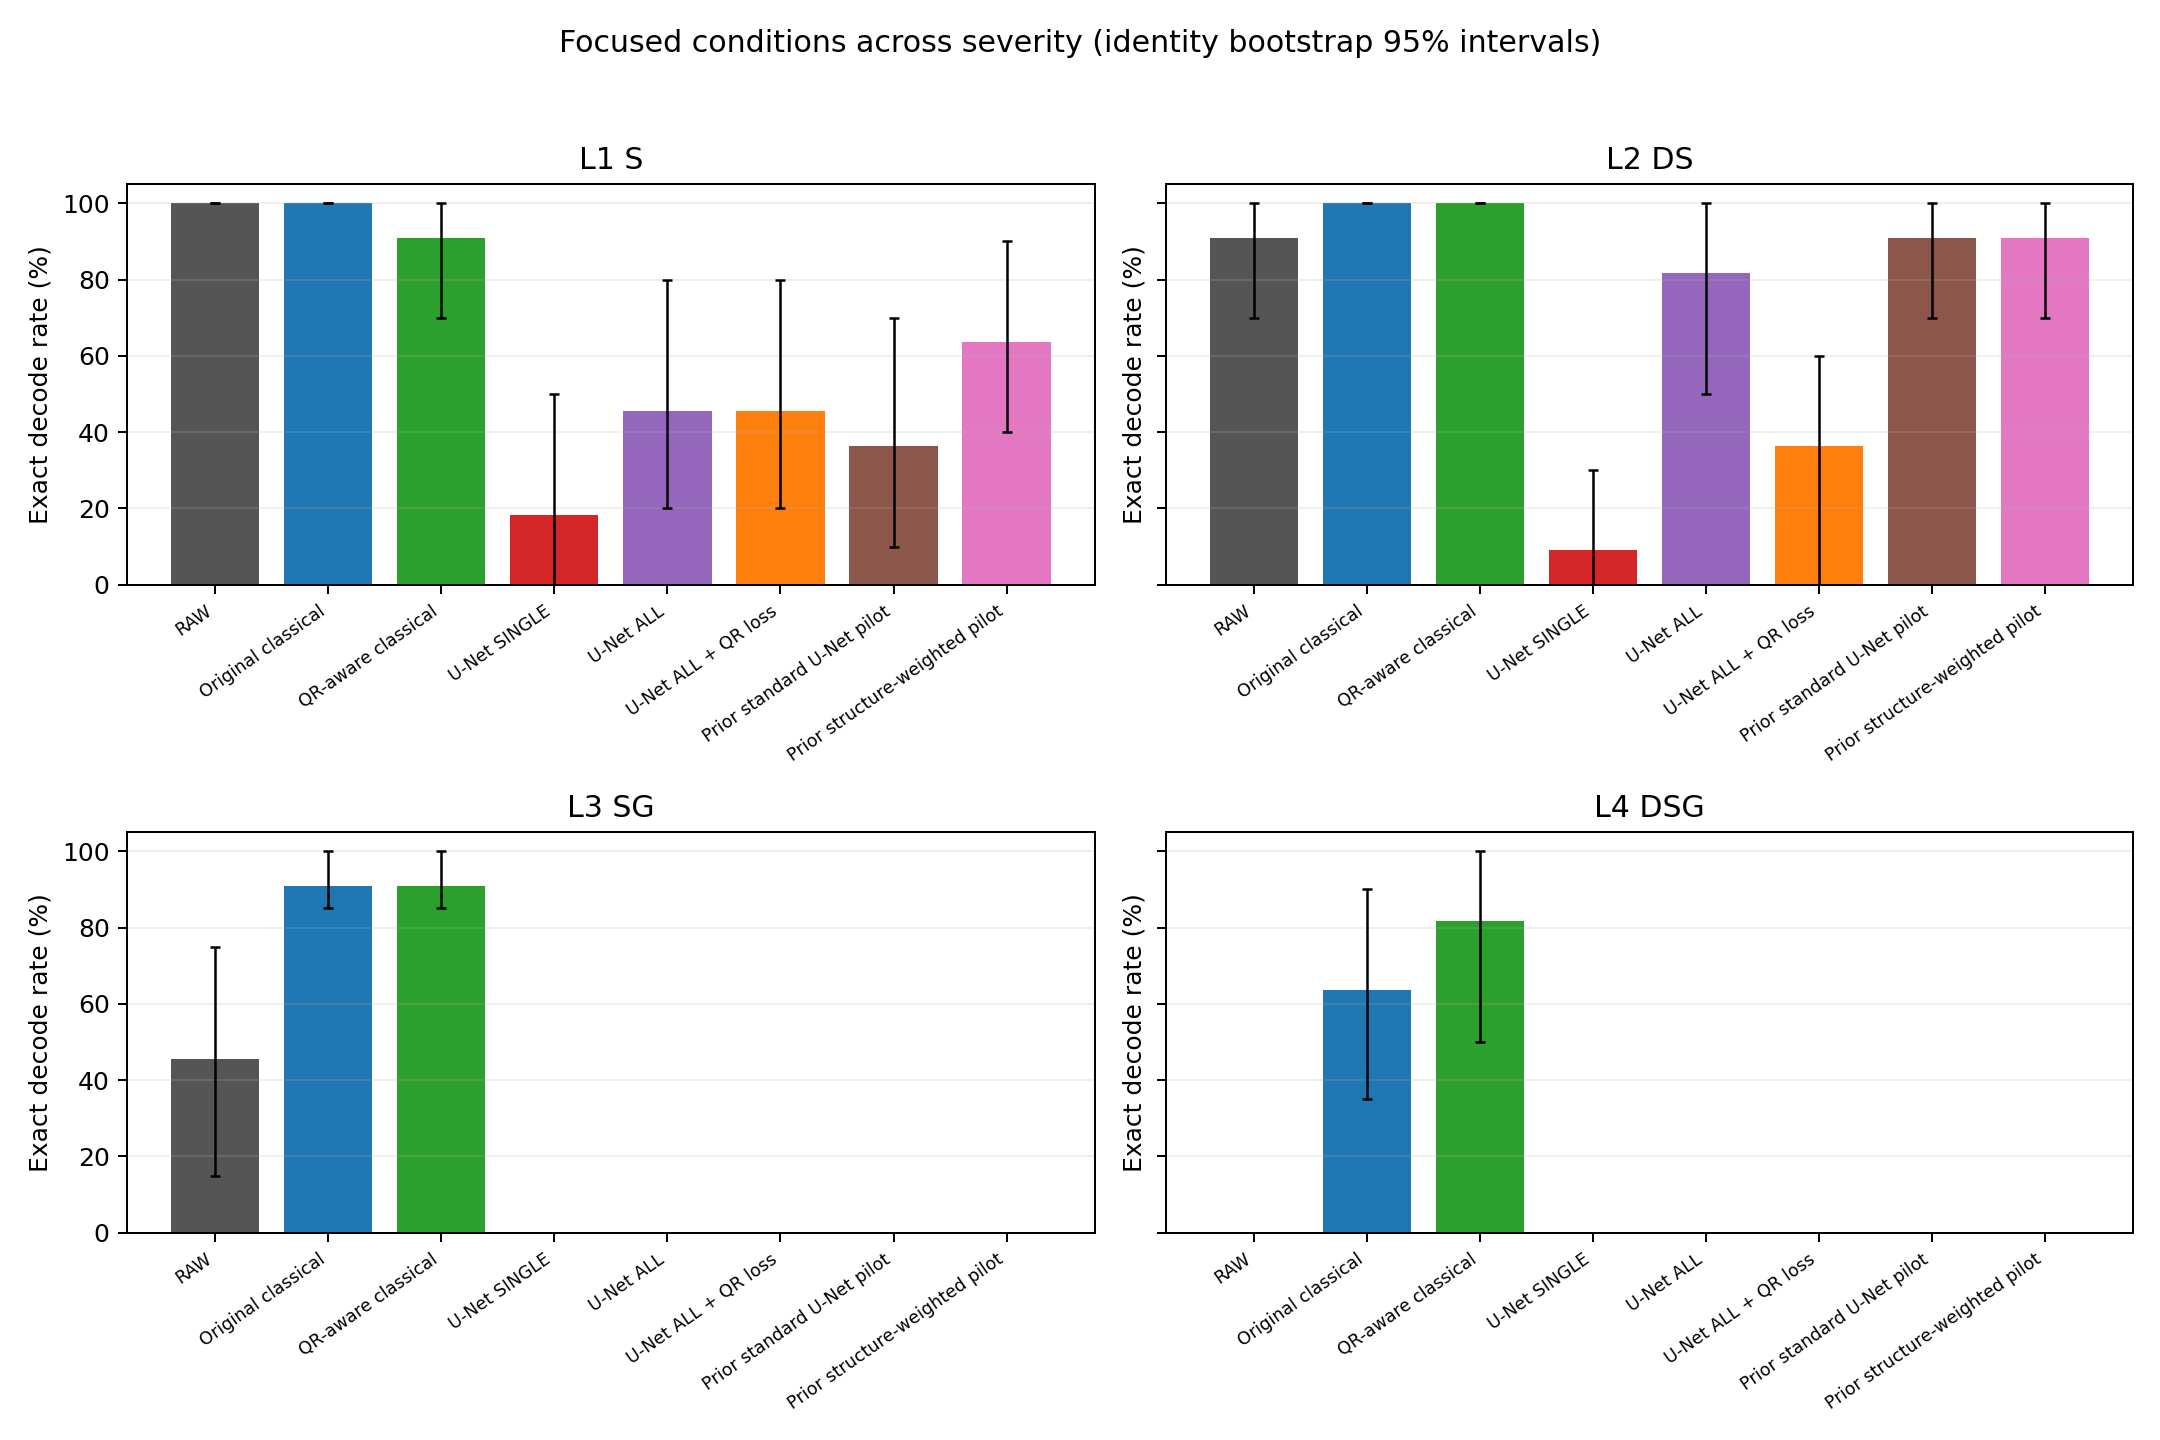 Focused conditions across severity (identity bootstrap 95% intervals)
L1 S
Exact decode rate (%)
100
80
60
40
20
0
RAW
Original classical
QR-aware classical
U-Net SINGLE
U-Net ALL
U-Net ALL + QR loss
Prior standard U-Net pilot
Prior structure-weighted pilot
L2 DS
Exact decode rate (%)
RAW
Original classical
QR-aware classical
U-Net SINGLE
U-Net ALL
U-Net ALL + QR loss
Prior standard U-Net pilot
Prior structure-weighted pilot
L3 SG
Exact decode rate (%)
100
80
60
40
20
0
RAW
Original classical
QR-aware classical
U-Net SINGLE
U-Net ALL
U-Net ALL + QR loss
Prior standard U-Net pilot
Prior structure-weighted pilot
L4 DSG
Exact decode rate (%)
RAW
Original classical
QR-aware classical
U-Net SINGLE
U-Net ALL
U-Net ALL + QR loss
Prior standard U-Net pilot
Prior structure-weighted pilot